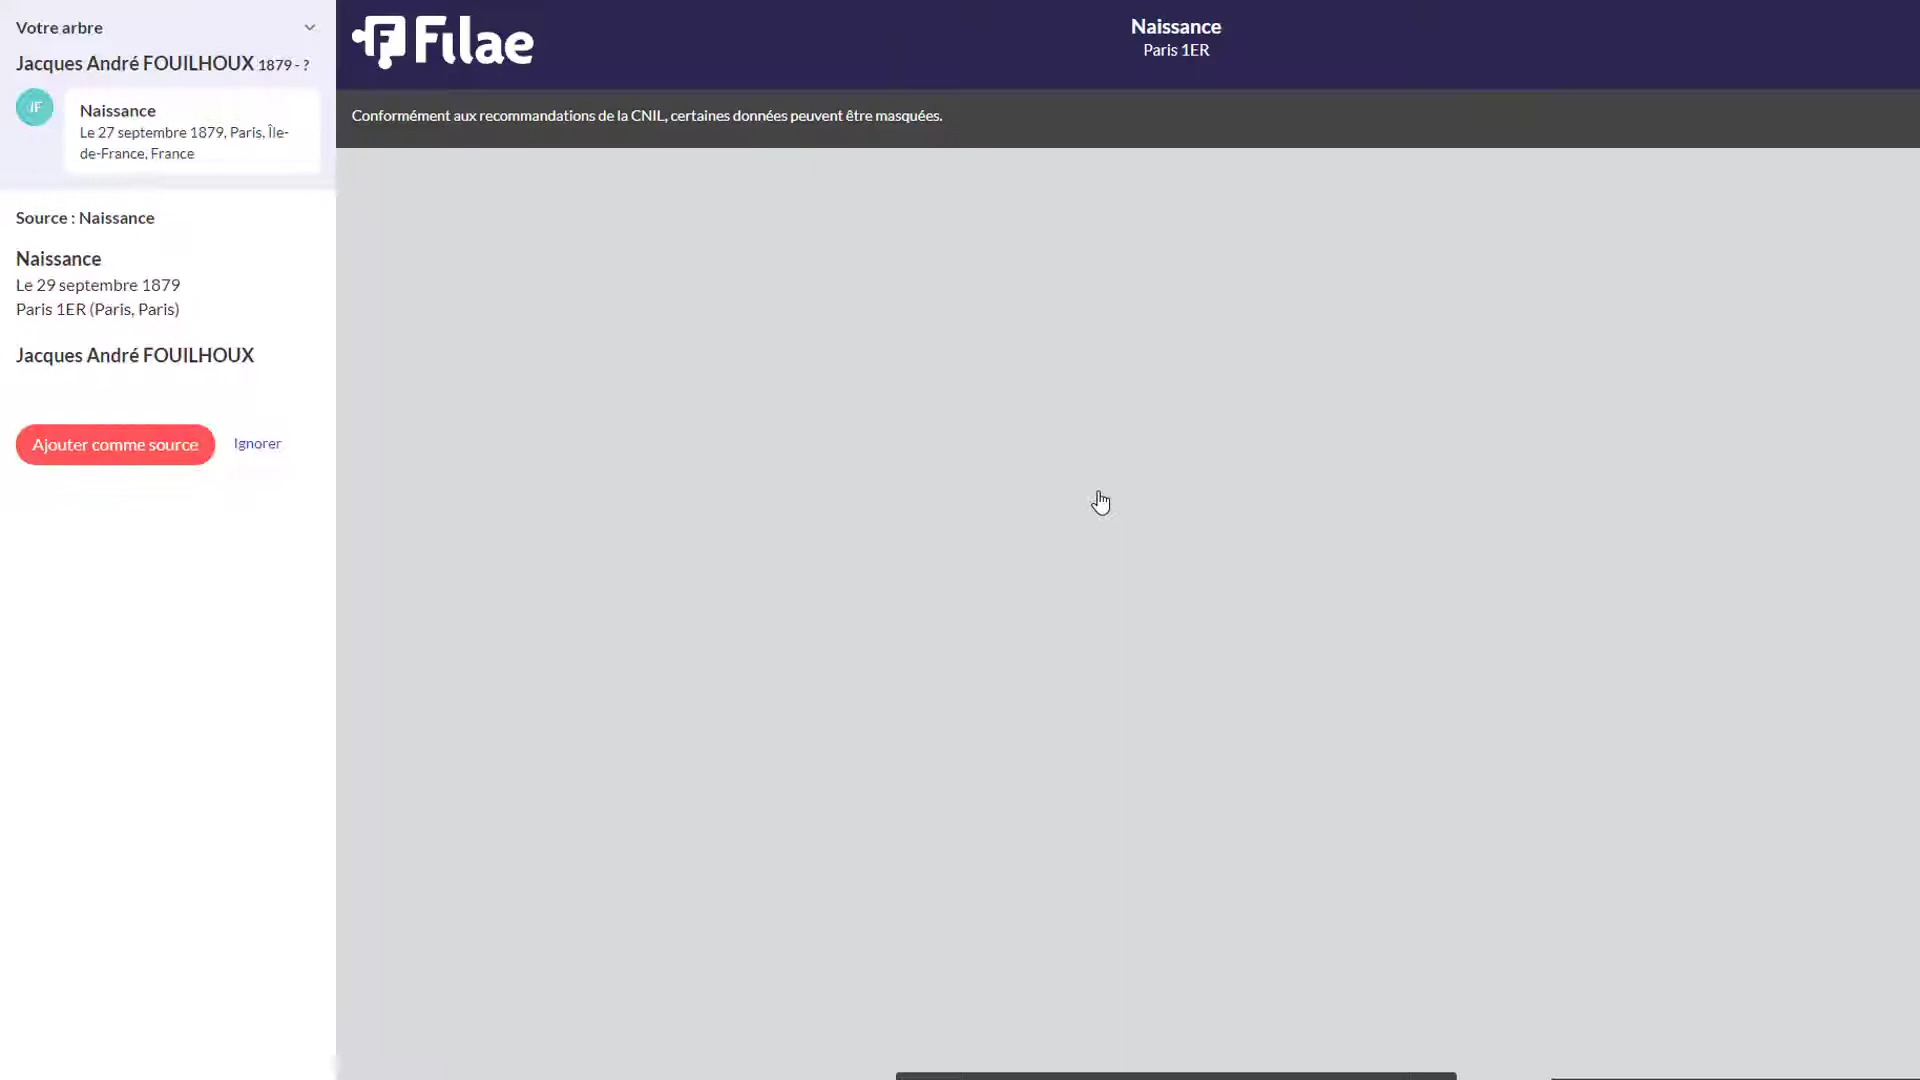 Votre arbre
Jacques André FOUILHOUX 1879 - ?
JF
Naissance
Le 27 septembre 1879, Paris, Île-
de-France, France
Source : Naissance
Naissance
Le 29 septembre 1879
Paris 1ER (Paris, Paris)
Jacques André FOUILHOUX
Ajouter comme source
Ignorer
Filae
Naissance
Paris 1ER
Conformément aux recommandations de la CNIL, certaines données peuvent être masquées.